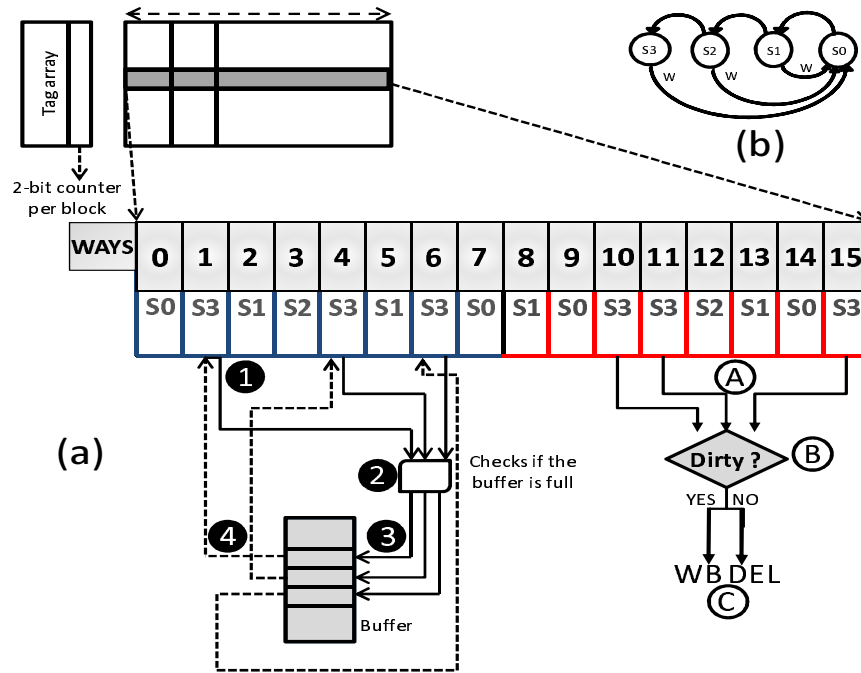 Tag array
2-bit counter
per block
S3 S2 S1 S0
W W W
(b)
WAYS 0 1 2 3 4 5 6 7 8 9 10 11 12 13 14 15
S0 S3 S1 S2 S3 S1 S3 S0 S1 S0 S3 S3 S2 S1 S0 S3
1
A
(a)
2
Checks if the
buffer is full
Dirty ?
B
YES NO
4
3
WB DEL
C
Buffer